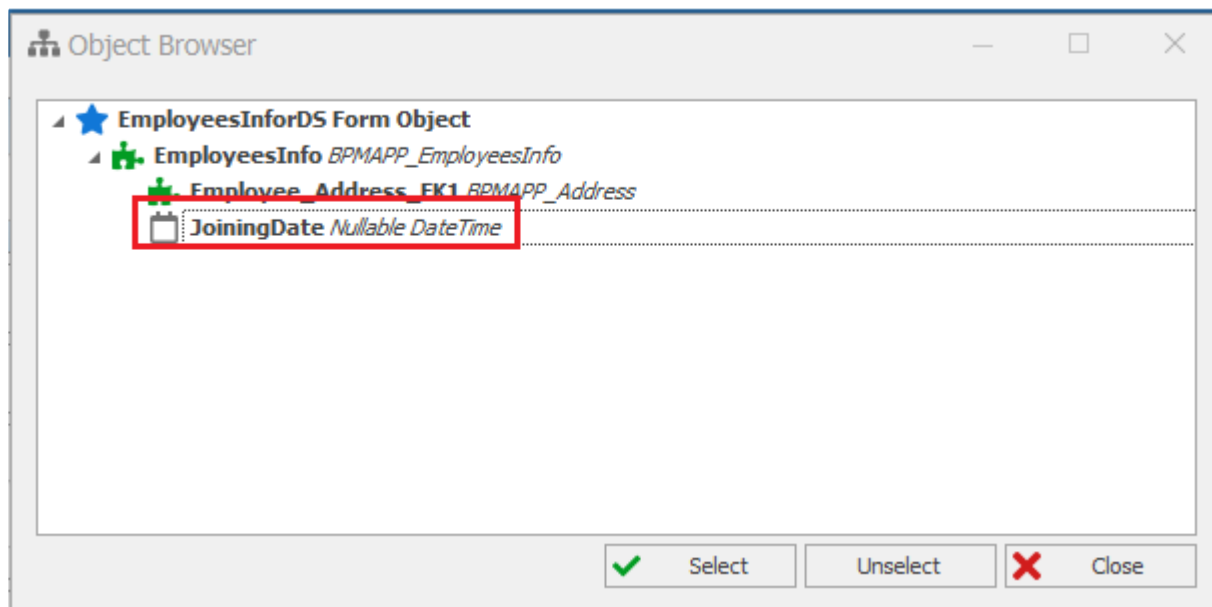 Object Browser
EmployeesInforDS Form Object
EmployeesInfo BPMAPP_EmployeesInfo
Employee_Address_FK1 BPMAPP_Address
JoiningDate Nullable DateTime
Select Unselect Close